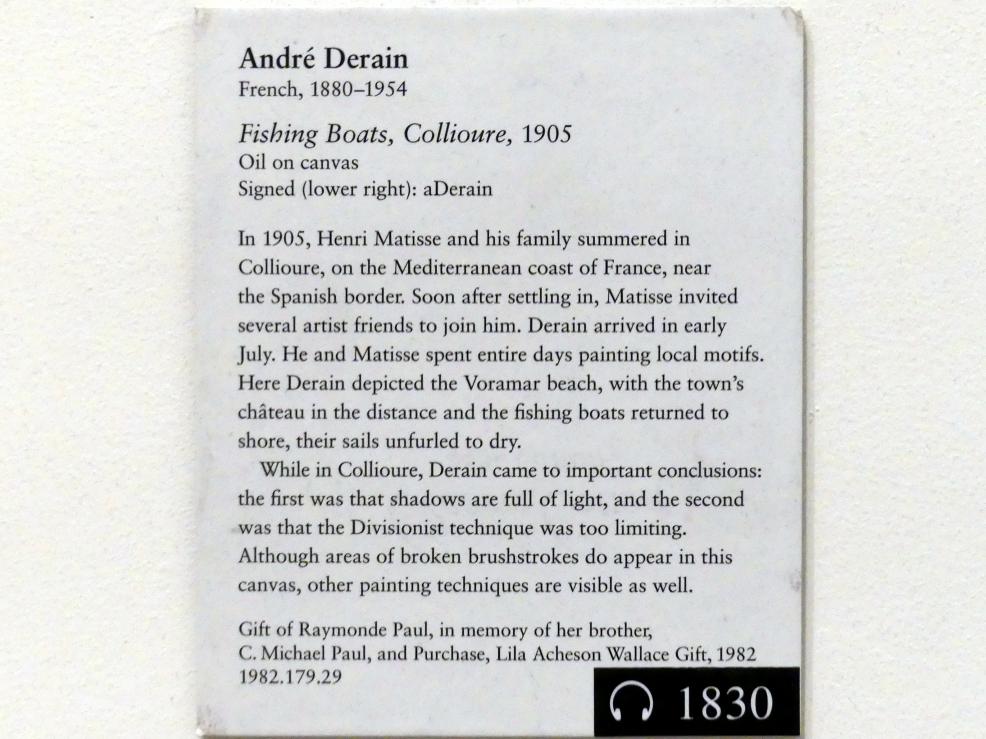 André Derain
French, 1880–1954
Fishing Boats, Collioure, 1905
Oil on canvas
Signed (lower right): aDerain
In 1905, Henri Matisse and his family summered in
Collioure, on the Mediterranean coast of France, near
the Spanish border. Soon after settling in, Matisse invited
several artist friends to join him. Derain arrived in early
July. He and Matisse spent entire days painting local motifs.
Here Derain depicted the Voramar beach, with the town’s
château in the distance and the fishing boats returned to
shore, their sails unfurled to dry.
While in Collioure, Derain came to important conclusions:
the first was that shadows are full of light, and the second
was that the Divisionist technique was too limiting.
Although areas of broken brushstrokes do appear in this
canvas, other painting techniques are visible as well.
Gift of Raymonde Paul, in memory of her brother,
C. Michael Paul, and Purchase, Lila Acheson Wallace Gift, 1982
1982.179.29
1830